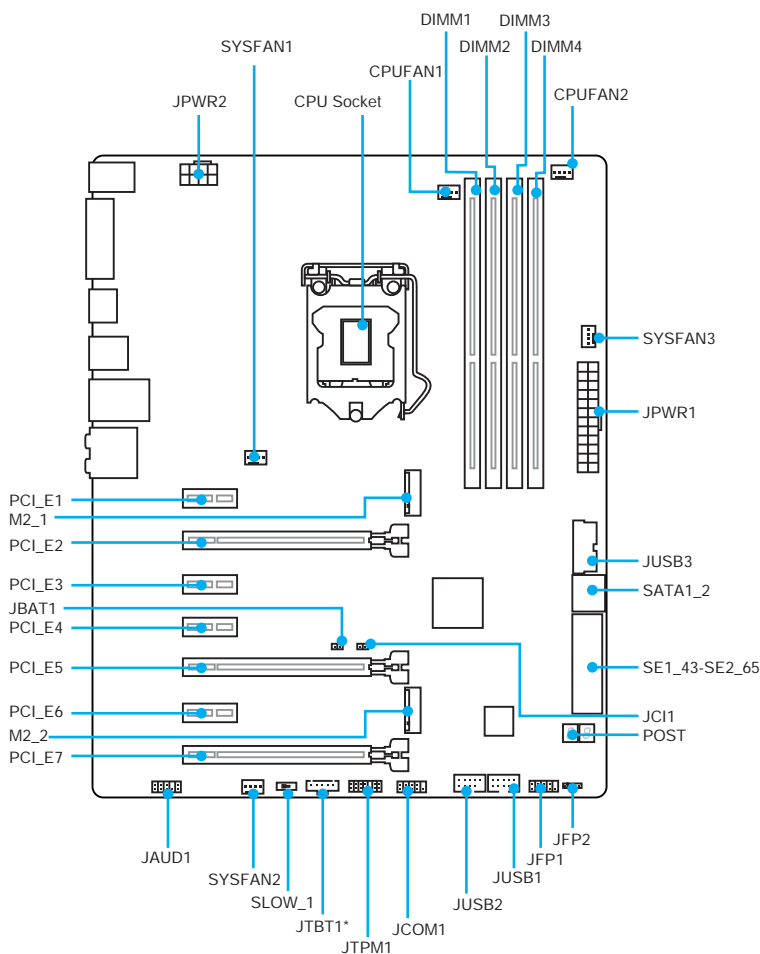 DIMM1
DIMM3
SYSFAN1
DIMM2
DIMM4
CPUFAN1
CPUFAN2
JPWR2
CPU Socket
SYSFAN3
JPWR1
PCI_E1
M2_1
PCI_E2
JUSB3
PCI_E3
SATA1_2
JBAT1
PCI_E4
PCI_E5
SE1_43-SE2_65
PCI_E6
JCI1
M2_2
POST
PCI_E7
JFP2
JAUD1
JFP1
SYSFAN2
JUSB1
SLOW_1
JUSB2
JTBT1*
JCOM1
JTPM1